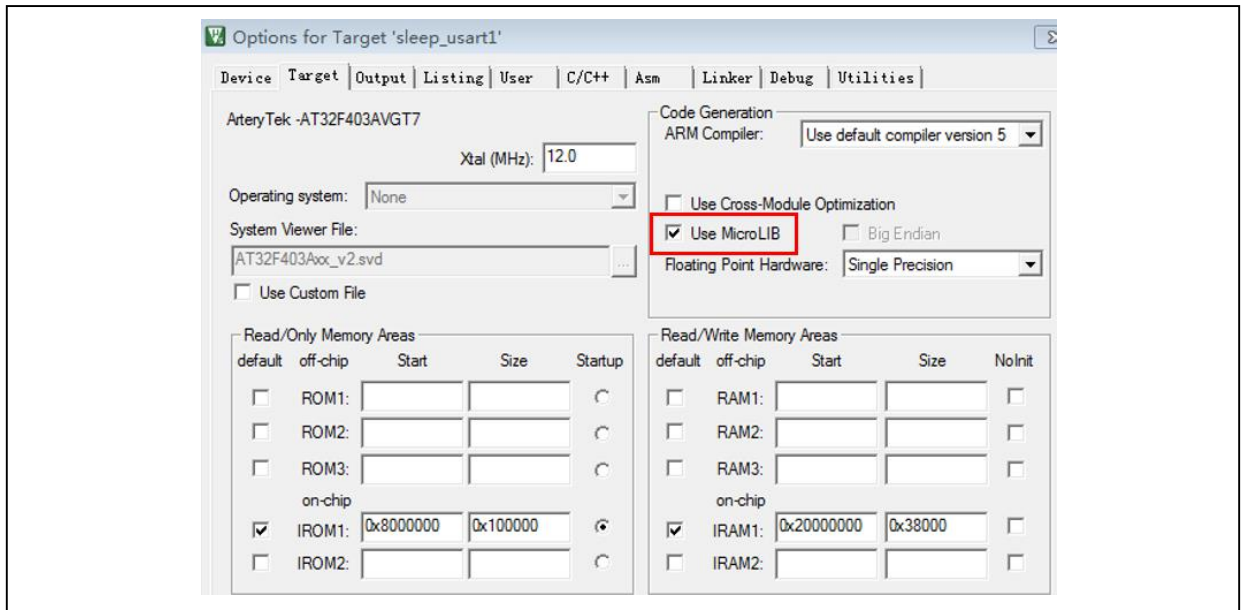 Options for Target 'sleep_usart1'
Device Target Output Listing User C/C++ Asm Linker Debug Utilities
ArteryTek -AT32F403AVGT7
Xtal (MHz): 12.0
Operating system: None
System Viewer File:
AT32F403Axx_v2.svd ...
Use Custom File
Code Generation
ARM Compiler: Use default compiler version 5
Use Cross-Module Optimization
Use MicroLIB Big Endian
Floating Point Hardware: Single Precision
Read/Only Memory Areas
default off-chip Start Size Startup
ROM1:
ROM2:
ROM3:
on-chip
IROM1: 0x8000000 0x100000
IROM2:
Read/Write Memory Areas
default off-chip Start Size NoInit
RAM1:
RAM2:
RAM3:
on-chip
IRAM1: 0x20000000 0x38000
IRAM2: